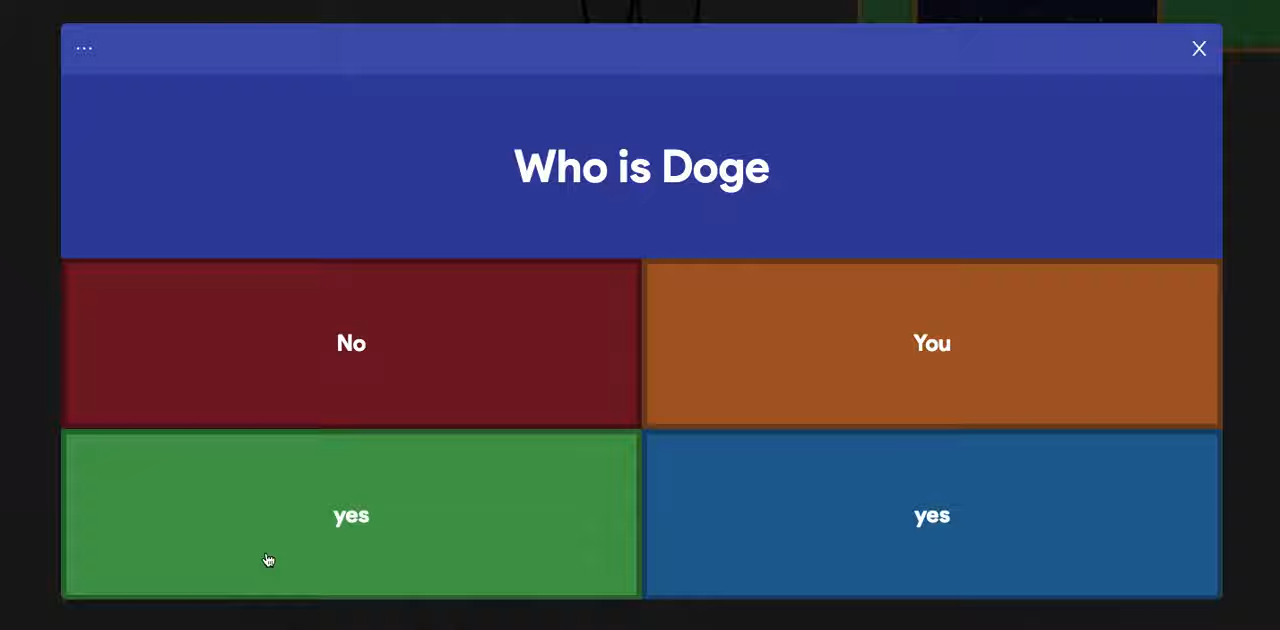 ...
X
Who is Doge
No
You
yes
yes